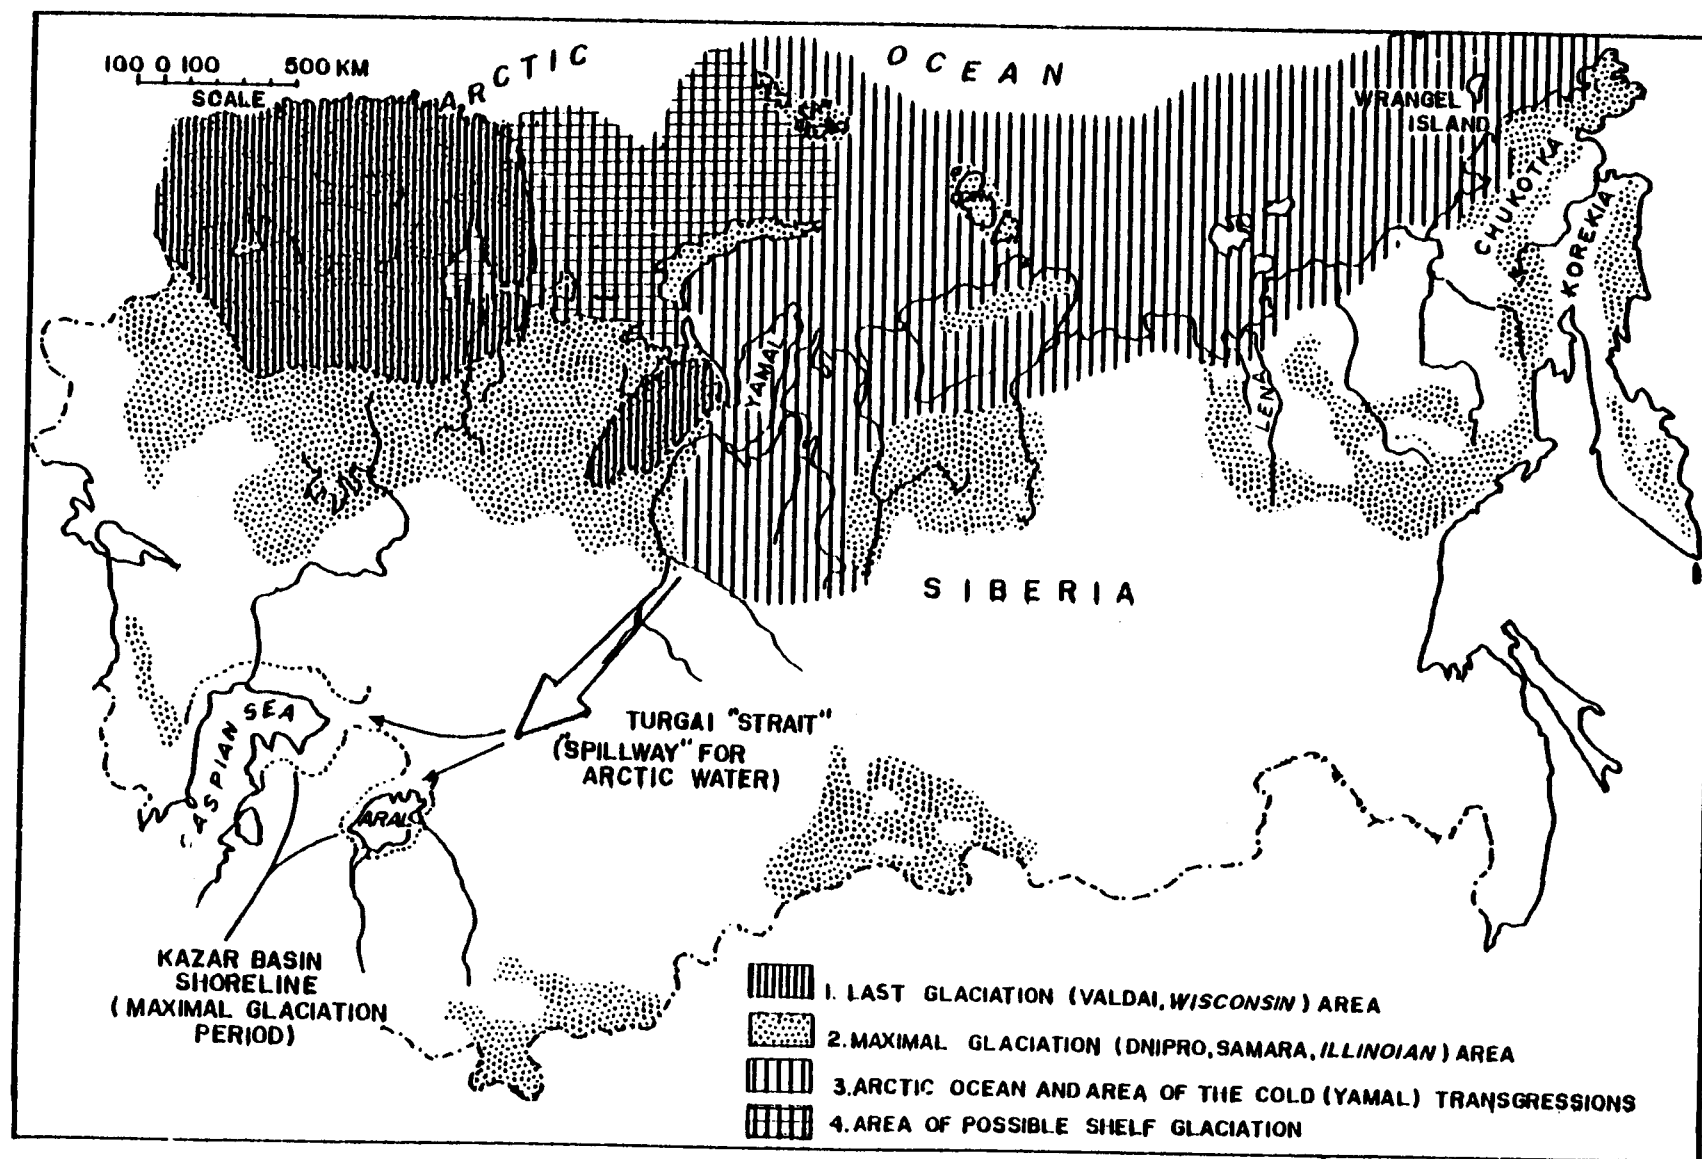 ARCTIC OCEAN
100 0 100 500 KM
SCALE
WRANGEL
ISLAND
CHUKOTKA
KOREKIA
YAMAL
LENA
SIBERIA
CASPIAN SEA
TURGAI "STRAIT"
("SPILLWAY" FOR
ARCTIC WATER)
ARAL
KAZAR BASIN
SHORELINE
(MAXIMAL GLACIATION
PERIOD)
1. LAST GLACIATION (VALDAI, WISCONSIN) AREA
2. MAXIMAL GLACIATION (DNIPRO, SAMARA, ILLINOIAN) AREA
3. ARCTIC OCEAN AND AREA OF THE COLD (YAMAL) TRANSGRESSIONS
4. AREA OF POSSIBLE SHELF GLACIATION